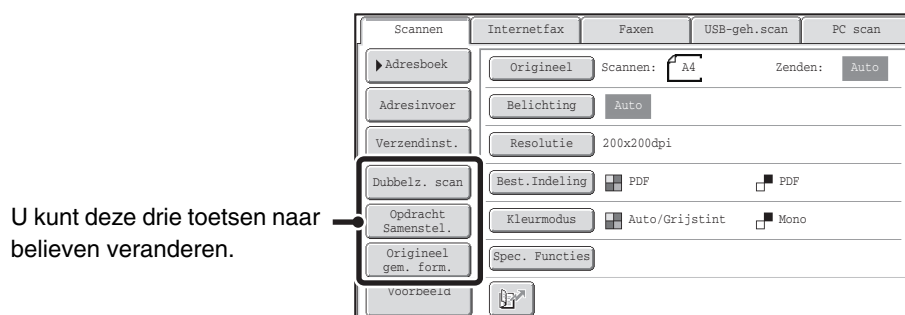 Scannen Internetfax Faxen USB-geh.scan PC scan
Adresboek Origineel Scannen: A4 Zenden: Auto
Adresinvoer Belichting Auto
Verzendinst. Resolutie 200x200dpi
Dubbelz. scan Best.Indeling PDF PDF
Opdracht
Samenstel. Kleurmodus Auto/Grijstint Mono
Origineel
gem. form. Spec. Functies
Voorbeeld
U kunt deze drie toetsen naar
believen veranderen.